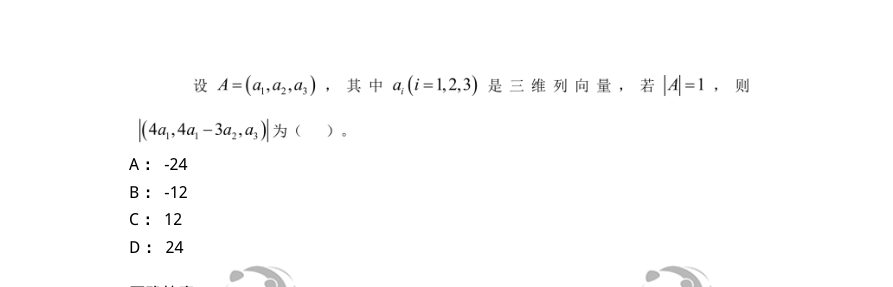 设 A=(a₁,a₂,a₃)，其中 aᵢ(i=1,2,3) 是三维列向量，若 |A|=1，则
|(4a₁,4a₁−3a₂,a₃)|为（ ）。
A： -24
B： -12
C： 12
D： 24